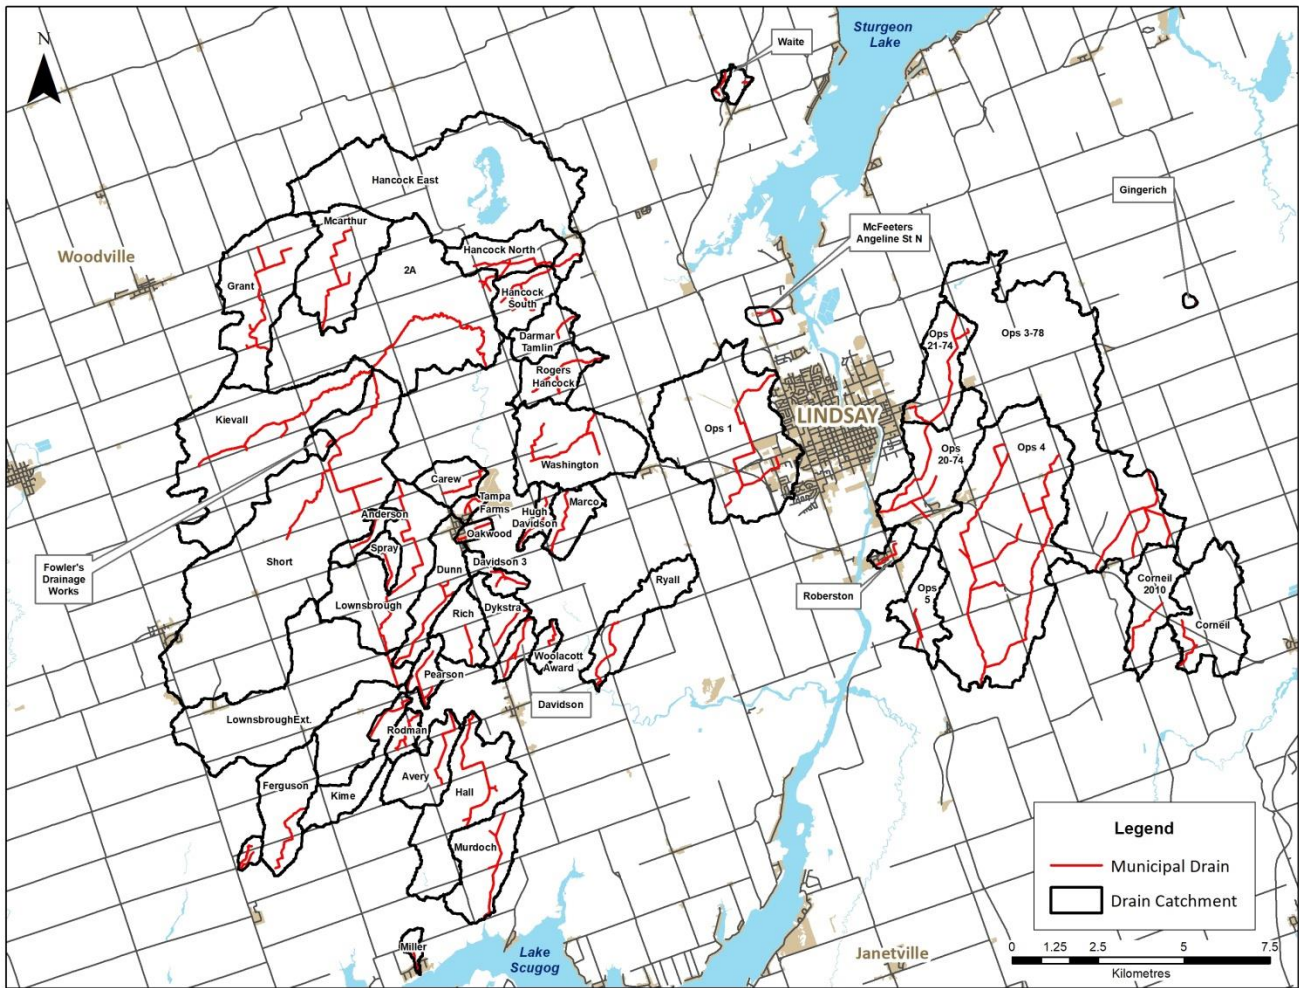 N
Sturgeon
Lake
Waite
Hancock East
Gingerich
Mcarthur
McFeeters
Angeline St N
Woodville
Hancock North
2A
Grant
Hancock
South
Ops
21-74
Ops 3-78
Darmar
Tamlin
Rogers
Hancock
Kievall
LINDSAY
Ops 1
Ops
20-74
Ops 4
Washington
Carew
Tampa
Farms
Marco
Hugh
Davidson
Anderson
Oakwood
Spray
Short
Dunn
Davidson 3
Fowler's
Drainage
Works
Ryall
Roberston
Corneil
2010
Ops
5
Lownsbrough
Rich
Dykstra
Corneil
Woolacott
Award
Pearson
Davidson
LownsbroughExt.
Rodman
Avery
Ferguson
Kime
Hall
Murdoch
Miller
Lake
Scugog
Janetville
Legend
Municipal Drain
Drain Catchment
0 1.25 2.5 5 7.5
Kilometres